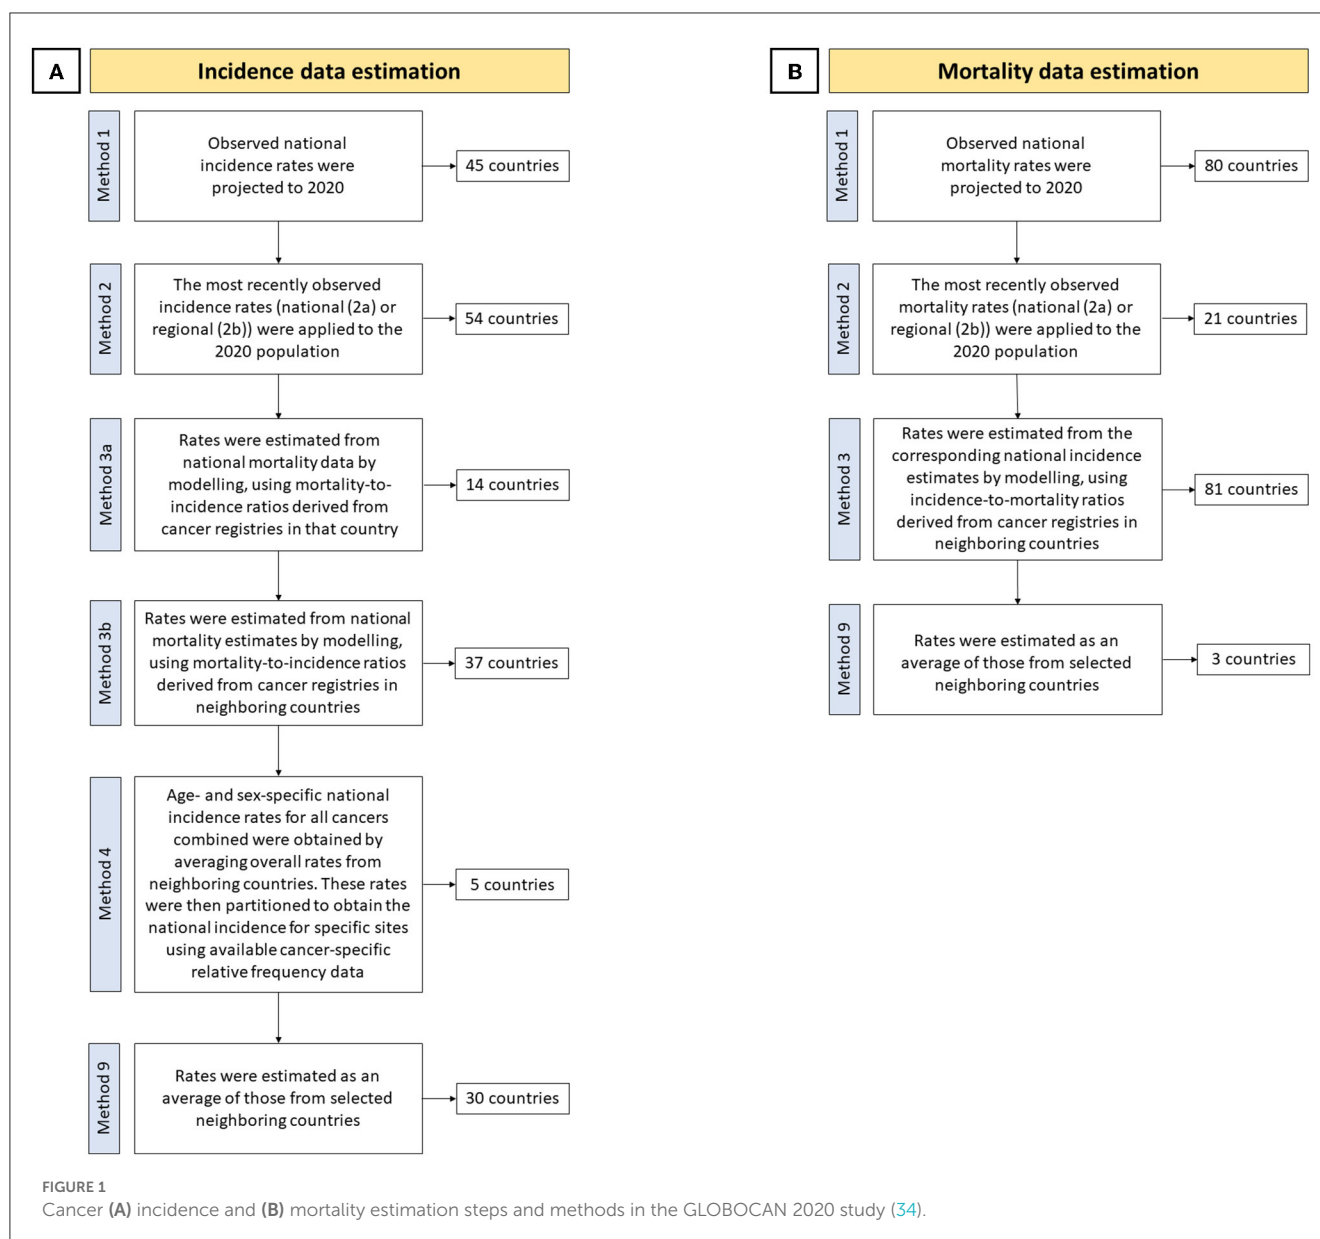 A
Incidence data estimation
Method 1
Observed national
incidence rates were
projected to 2020
45 countries
Method 2
The most recently observed
incidence rates (national (2a) or
regional (2b)) were applied to the
2020 population
54 countries
Method 3a
Rates were estimated from
national mortality data by
modelling, using mortality-to-
incidence ratios derived from
cancer registries in that country
14 countries
Method 3b
Rates were estimated from national
mortality estimates by modelling,
using mortality-to-incidence ratios
derived from cancer registries in
neighboring countries
37 countries
Method 4
Age- and sex-specific national
incidence rates for all cancers
combined were obtained by
averaging overall rates from
neighboring countries. These rates
were then partitioned to obtain the
national incidence for specific sites
using available cancer-specific
relative frequency data
5 countries
Method 9
Rates were estimated as an
average of those from selected
neighboring countries
30 countries
B
Mortality data estimation
Method 1
Observed national
mortality rates were
projected to 2020
80 countries
Method 2
The most recently observed
mortality rates (national (2a) or
regional (2b)) were applied to the
2020 population
21 countries
Method 3
Rates were estimated from the
corresponding national incidence
estimates by modelling, using
incidence-to-mortality ratios
derived from cancer registries in
neighboring countries
81 countries
Method 9
Rates were estimated as an
average of those from selected
neighboring countries
3 countries
FIGURE 1
Cancer (A) incidence and (B) mortality estimation steps and methods in the GLOBOCAN 2020 study (34).